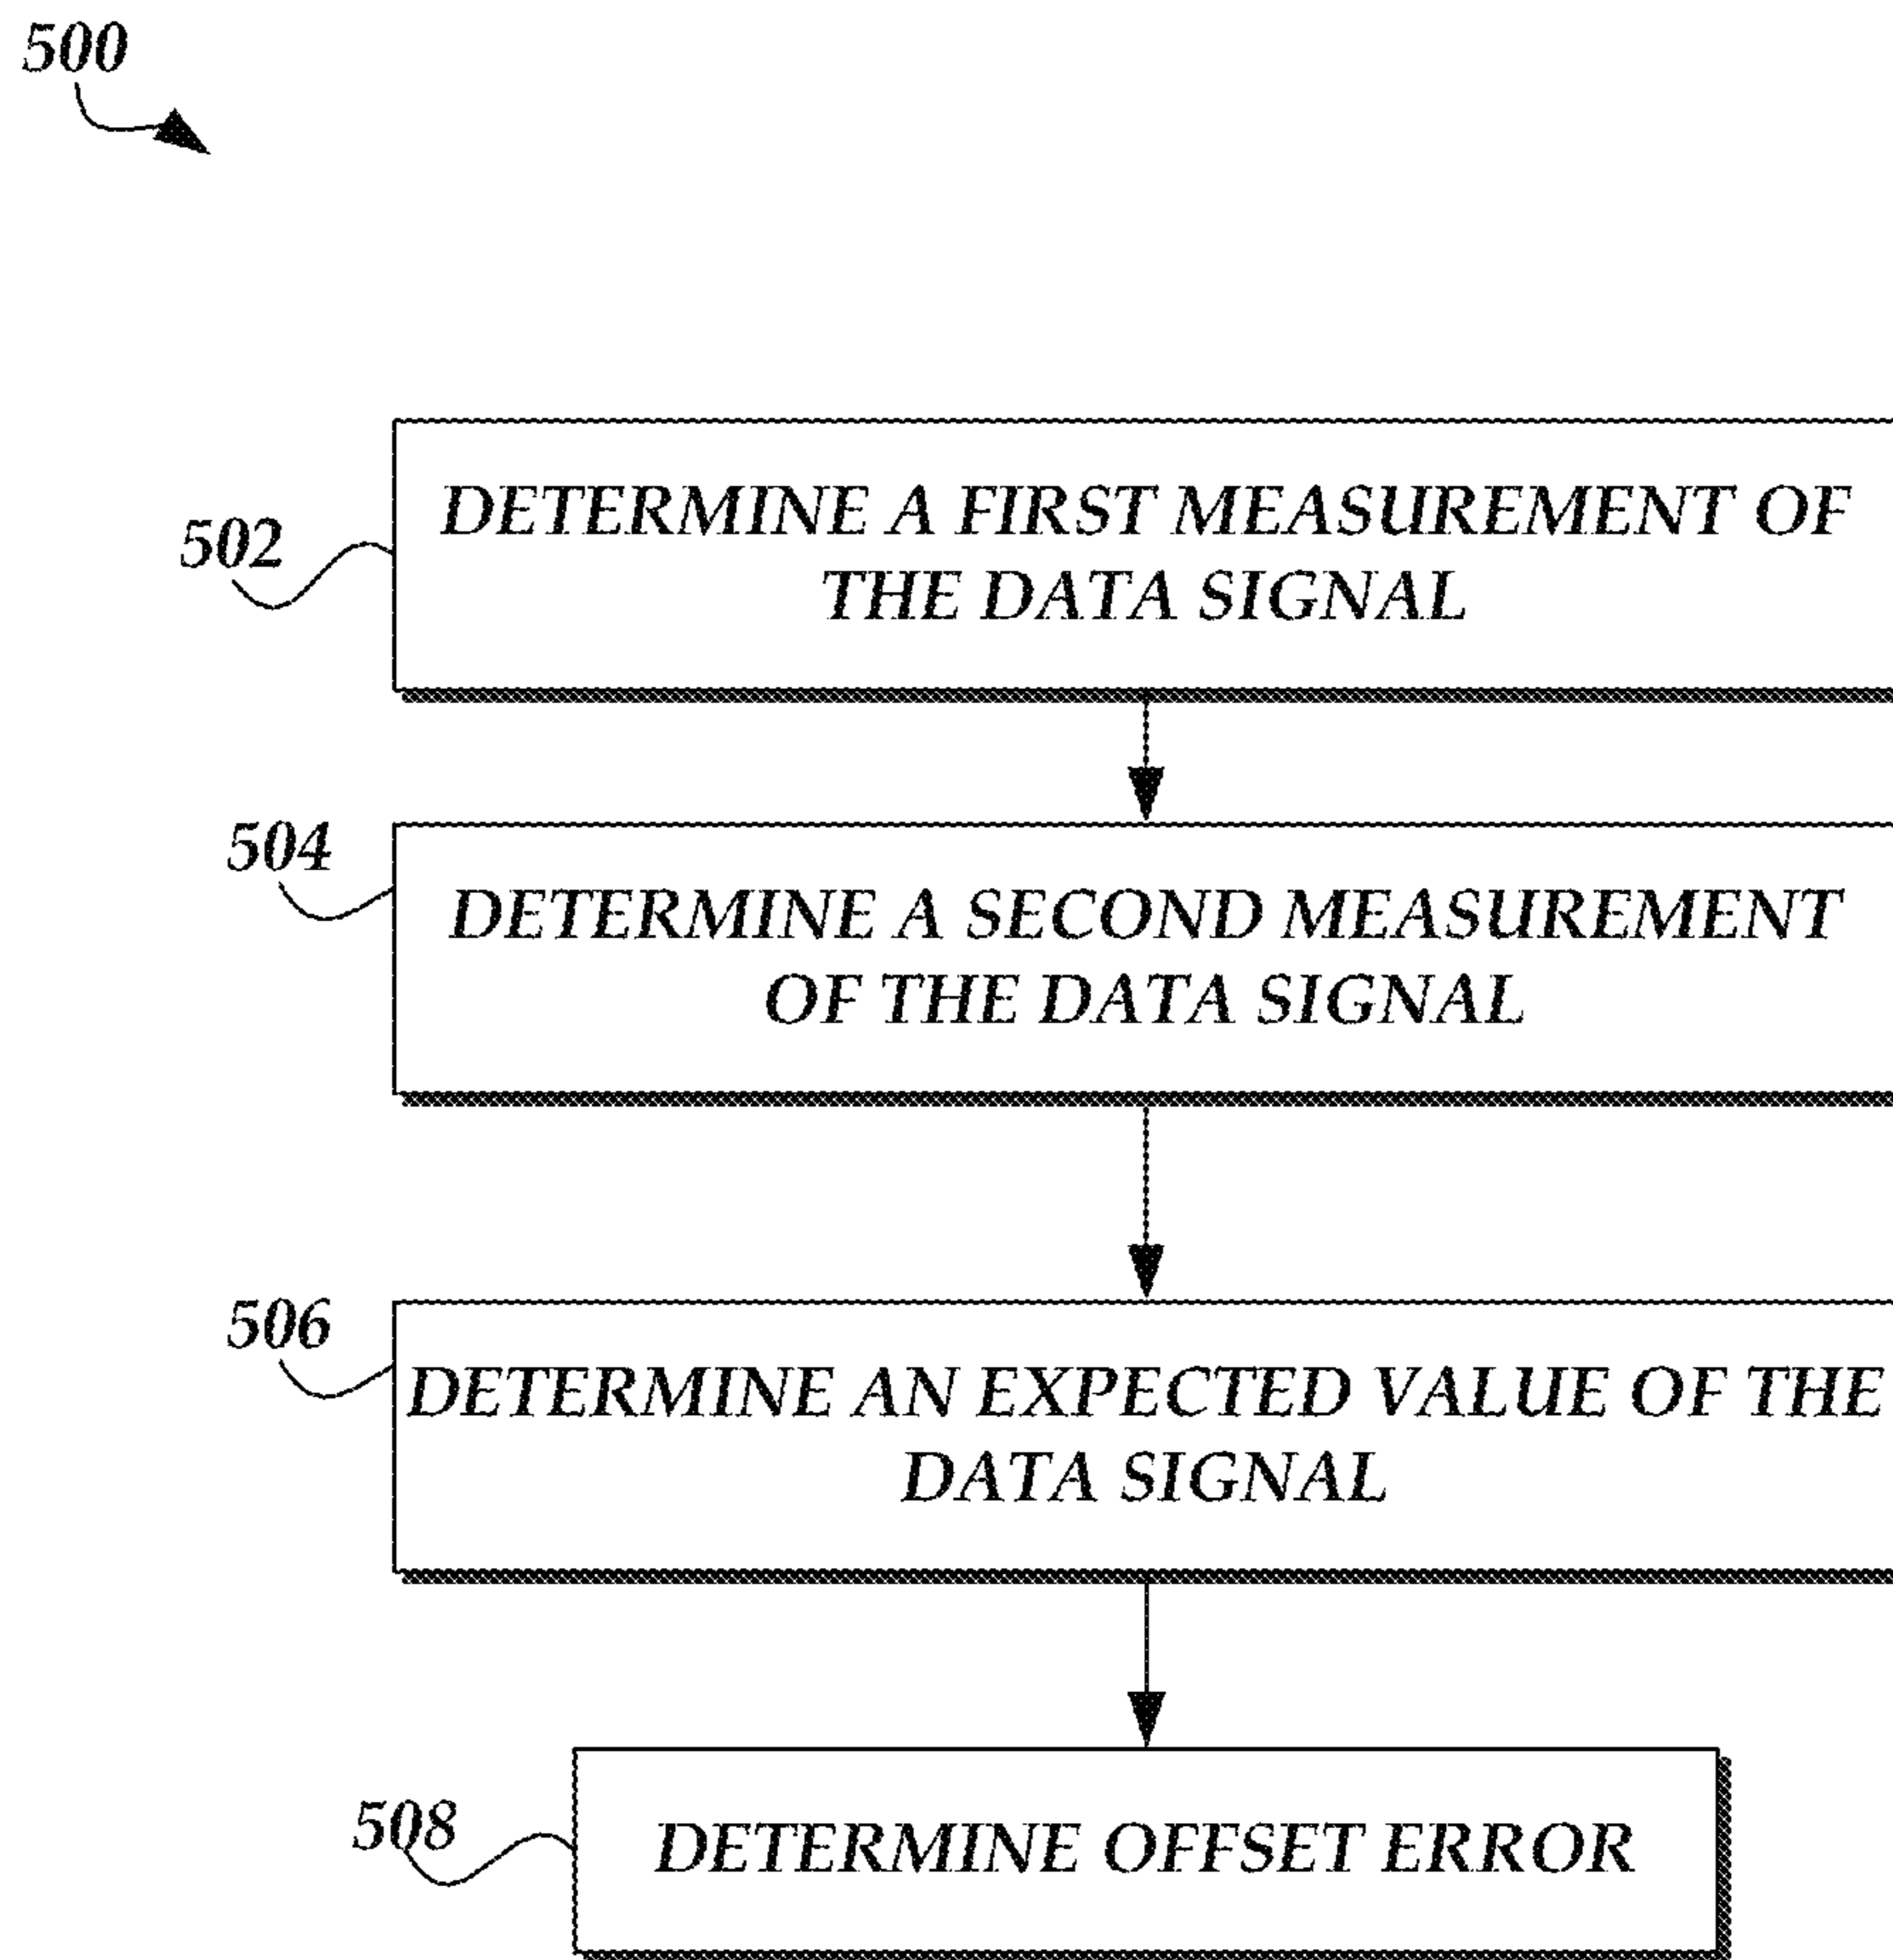 500
502
DETERMINE A FIRST MEASUREMENT OF
THE DATA SIGNAL
504
DETERMINE A SECOND MEASUREMENT
OF THE DATA SIGNAL
506
DETERMINE AN EXPECTED VALUE OF THE
DATA SIGNAL
508
DETERMINE OFFSET ERROR